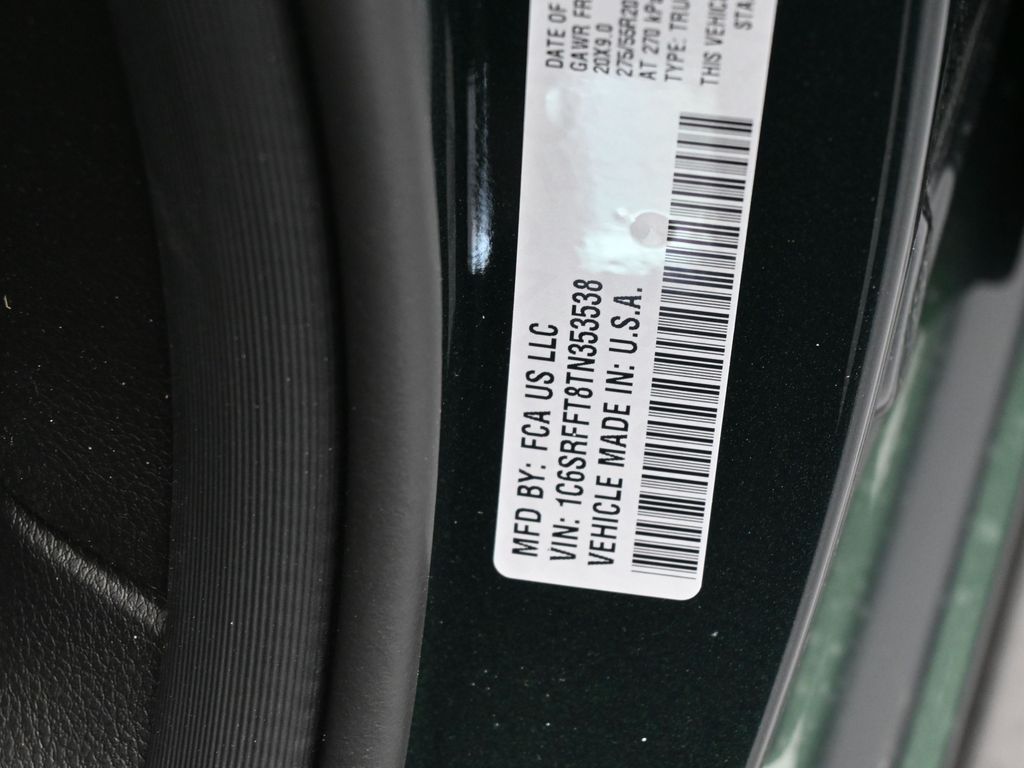 MFD BY: FCA US LLC
DATE OF
VIN: 1C6SRFFT8TN353538
GAWR FR
20X9.0
VEHICLE MADE IN: U.S.A.
275/55R20
AT 270 kPa
TYPE: TRU
THIS VEHIC
STA